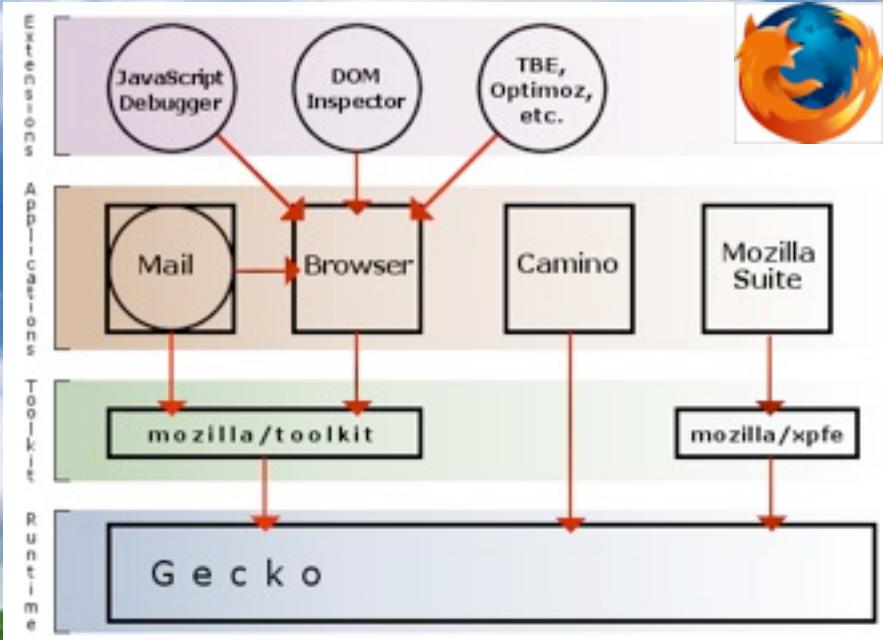 Extensions
JavaScript
Debugger
DOM
Inspector
TBE,
Optimoz,
etc.
Applications
Mail
Browser
Camino
Mozilla
Suite
Toolkit
mozilla/toolkit
mozilla/xpfe
Runtime
Gecko